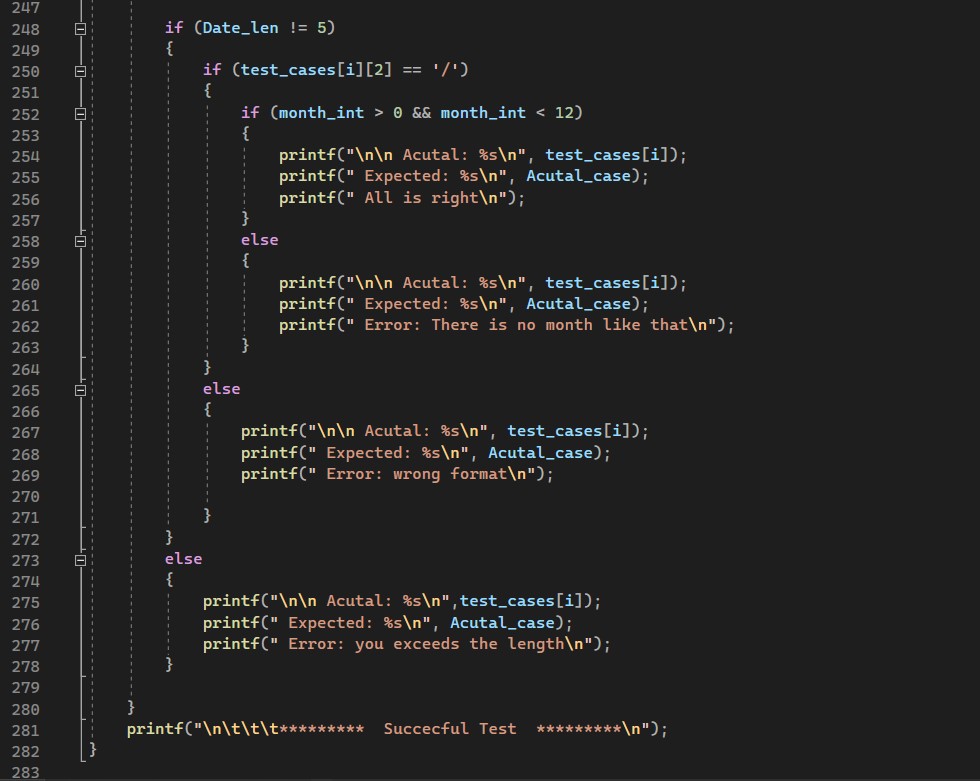 247
248 if (Date_len != 5)
249 {
250 if (test_cases[i][2] == '/')
251 {
252 if (month_int > 0 && month_int < 12)
253 {
254 printf("\n\n Acutal: %s\n", test_cases[i]);
255 printf(" Expected: %s\n", Acutal_case);
256 printf(" All is right\n");
257 }
258 else
259 {
260 printf("\n\n Acutal: %s\n", test_cases[i]);
261 printf(" Expected: %s\n", Acutal_case);
262 printf(" Error: There is no month like that\n");
263 }
264 }
265 else
266 {
267 printf("\n\n Acutal: %s\n", test_cases[i]);
268 printf(" Expected: %s\n", Acutal_case);
269 printf(" Error: wrong format\n");
270
271 }
272 }
273 else
274 {
275 printf("\n\n Acutal: %s\n",test_cases[i]);
276 printf(" Expected: %s\n", Acutal_case);
277 printf(" Error: you exceeds the length\n");
278 }
279
280 }
281 printf("\n\t\t\t*********  Succecful Test  *********\n");
282 }
283